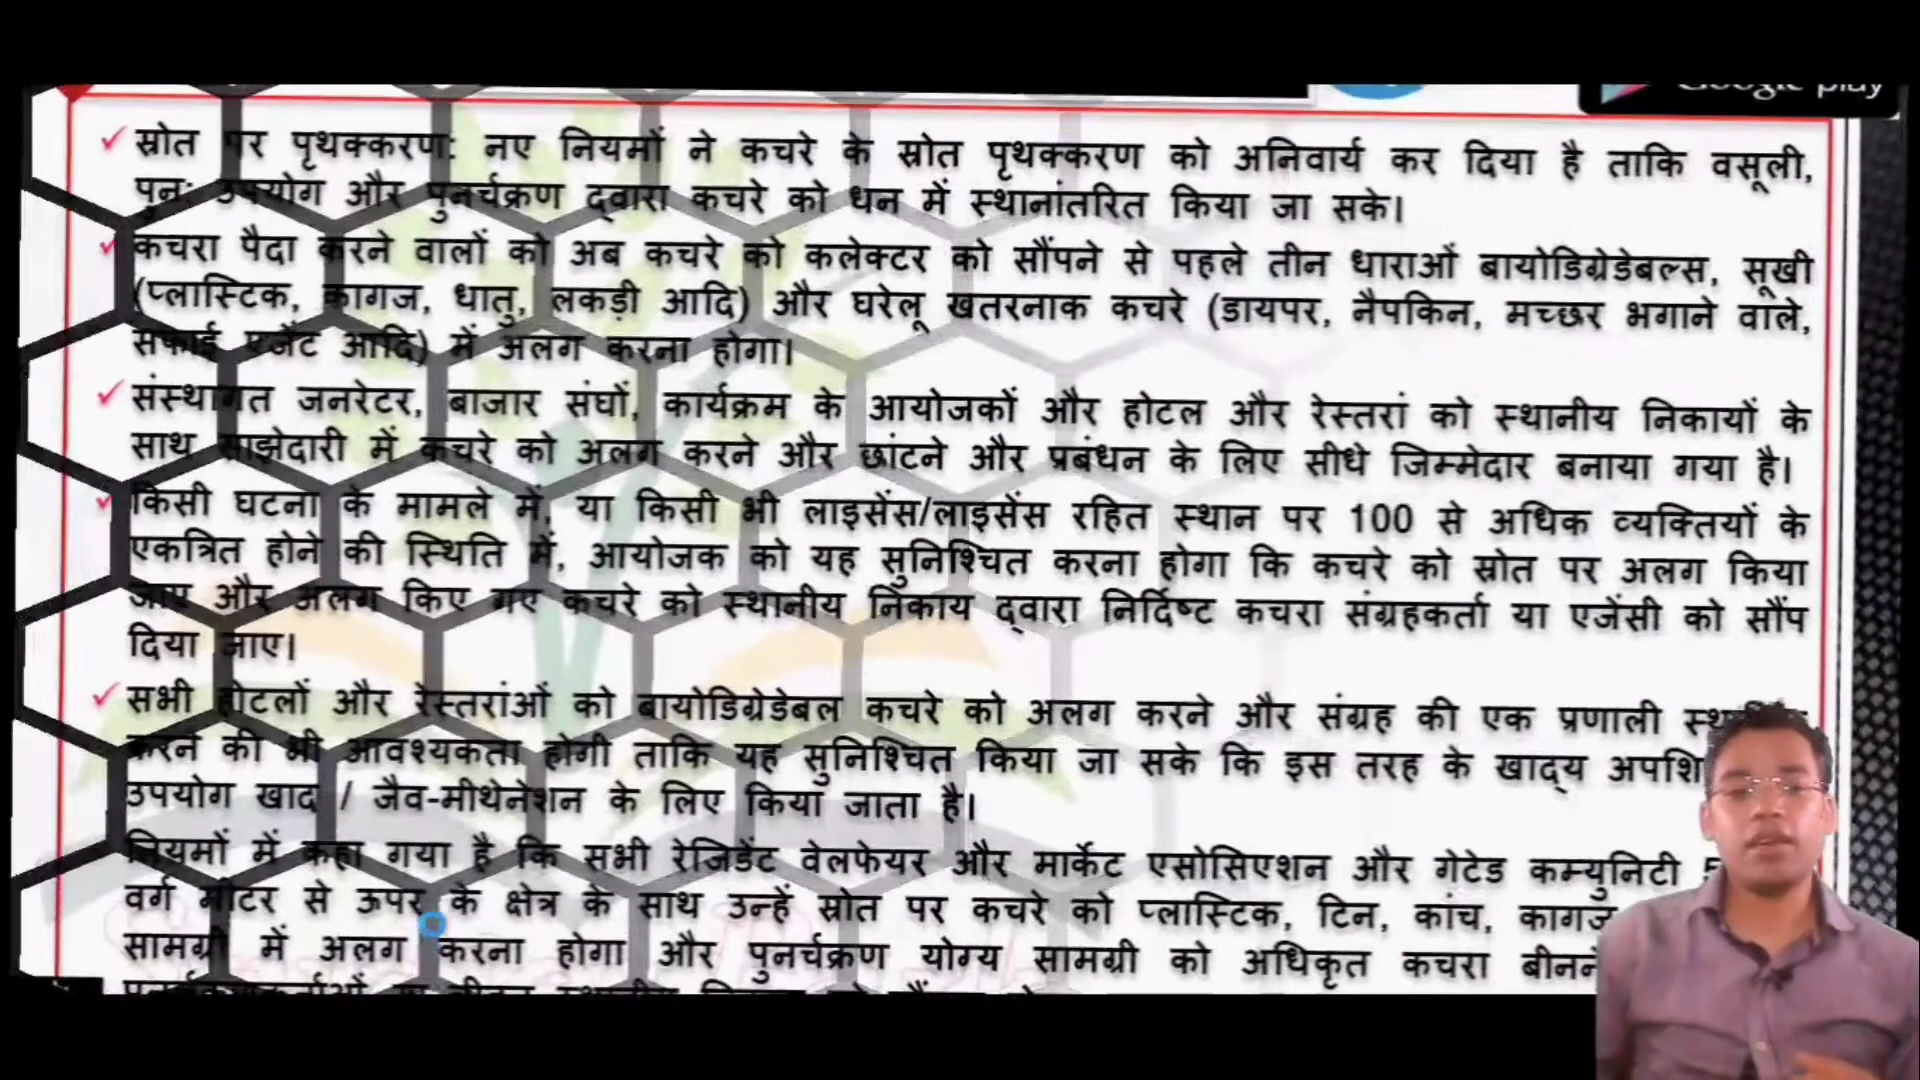 Google play
स्रोत पर पृथक्करण: नए नियमों ने कचरे के स्रोत पृथक्करण को अनिवार्य कर दिया है ताकि वसूली,
पुन: उपयोग और पुनर्चक्रण द्वारा कचरे को धन में स्थानांतरित किया जा सके।
कचरा पैदा करने वालों को अब कचरे को कलेक्टर को सौंपने से पहले तीन धाराओं बायोडिग्रेडेबल्स, सूखी
(प्लास्टिक, कागज, धातु, लकड़ी आदि) और घरेलू खतरनाक कचरे (डायपर, नैपकिन, मच्छर भगाने वाले,
सफाई एजेंट आदि) में अलग करना होगा।
संस्थागत जनरेटर, बाजार संघों, कार्यक्रम के आयोजकों और होटल और रेस्तरां को स्थानीय निकायों के
साथ साझेदारी में कचरे को अलग करने और छांटने और प्रबंधन के लिए सीधे जिम्मेदार बनाया गया है।
किसी घटना के मामले में, या किसी भी लाइसेंस/लाइसेंस रहित स्थान पर 100 से अधिक व्यक्तियों के
एकत्रित होने की स्थिति में, आयोजक को यह सुनिश्चित करना होगा कि कचरे को स्रोत पर अलग किया
जाए और अलग किए गए कचरे को स्थानीय निकाय द्वारा निर्दिष्ट कचरा संग्रहकर्ता या एजेंसी को सौंप
दिया जाए।
सभी होटलों और रेस्तरांओं को बायोडिग्रेडेबल कचरे को अलग करने और संग्रह की एक प्रणाली
करने की भी आवश्यकता होगी ताकि यह सुनिश्चित किया जा सके कि इस तरह के खाद्य
उपयोग खाद / जैव-मीथेनेशन के लिए किया जाता है।
नियमों में कहा गया है कि सभी रेजिडेंट वेलफेयर और मार्केट एसोसिएशन और गेटेड कम्युनिटी
वर्ग मीटर से ऊपर के क्षेत्र के साथ उन्हें स्रोत पर कचरे को प्लास्टिक, टिन, कांच, कागज
सामग्री में अलग करना होगा और पुनर्चक्रण योग्य सामग्री को अधिकृत कचरा बीनने